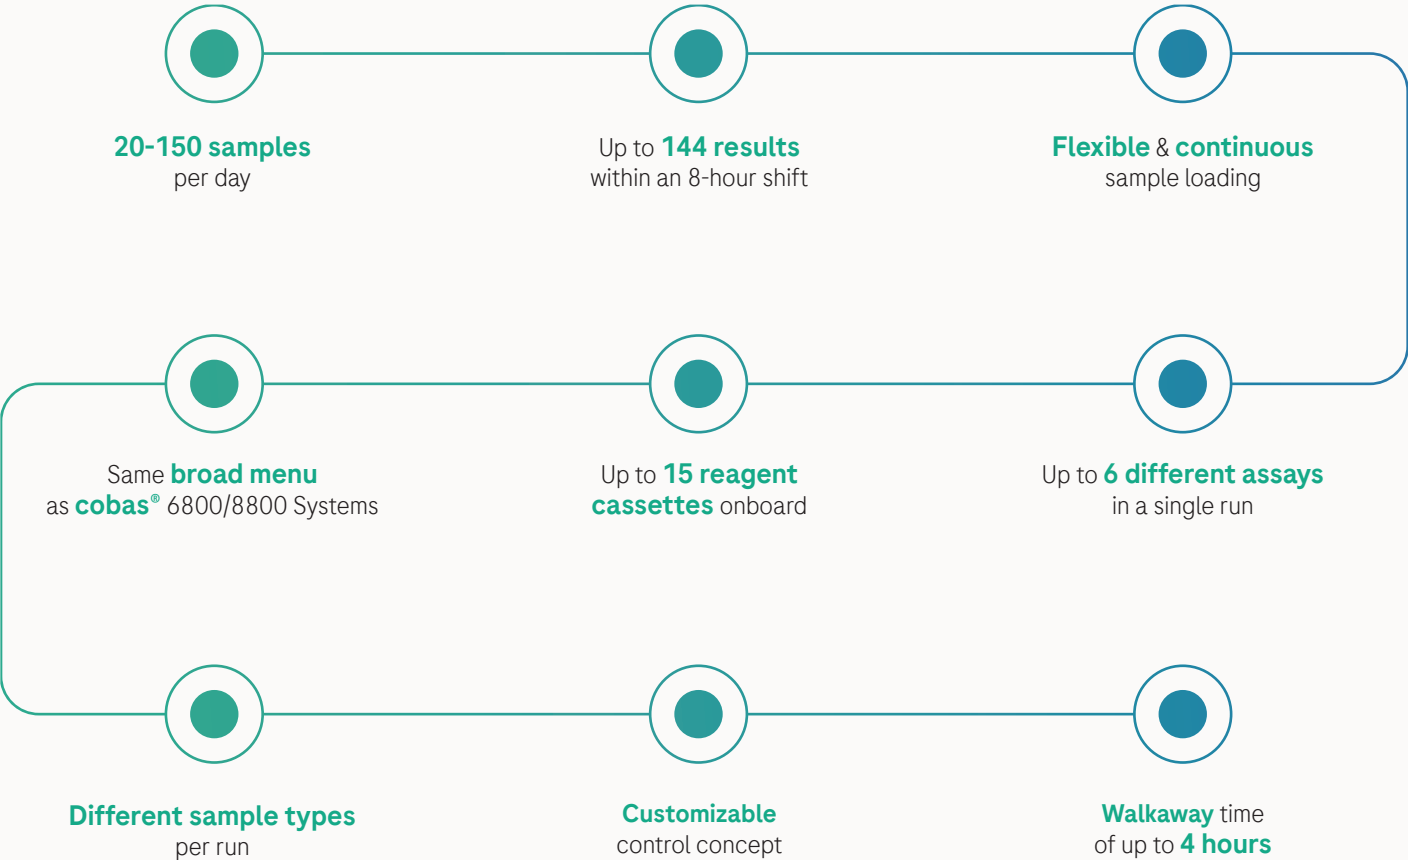 20-150 samples
per day
Up to 144 results
within an 8-hour shift
Flexible & continuous
sample loading
Same broad menu
as cobas® 6800/8800 Systems
Up to 15 reagent
cassettes onboard
Up to 6 different assays
in a single run
Different sample types
per run
Customizable
control concept
Walkaway time
of up to 4 hours